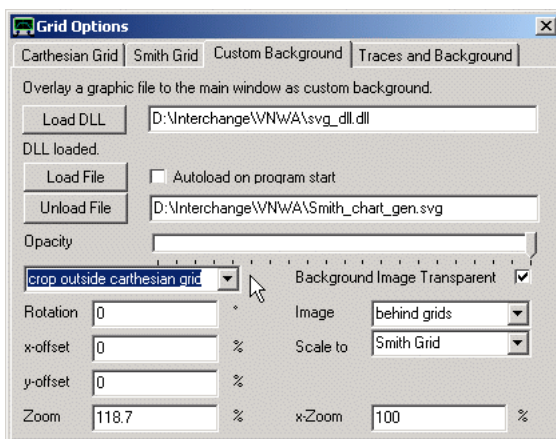 Grid Options
Carthesian Grid Smith Grid Custom Background Traces and Background
Overlay a graphic file to the main window as custom background.
Load DLL D:\Interchange\VNWA\svg_dll.dll
DLL loaded.
Load File Autoload on program start
Unload File D:\Interchange\VNWA\Smith_chart_gen.svg
Opacity
crop outside carthesian grid Background Image Transparent
Rotation 0 ° Image behind grids
x-offset 0 % Scale to Smith Grid
y-offset 0 %
Zoom 118.7 % x-Zoom 100 %